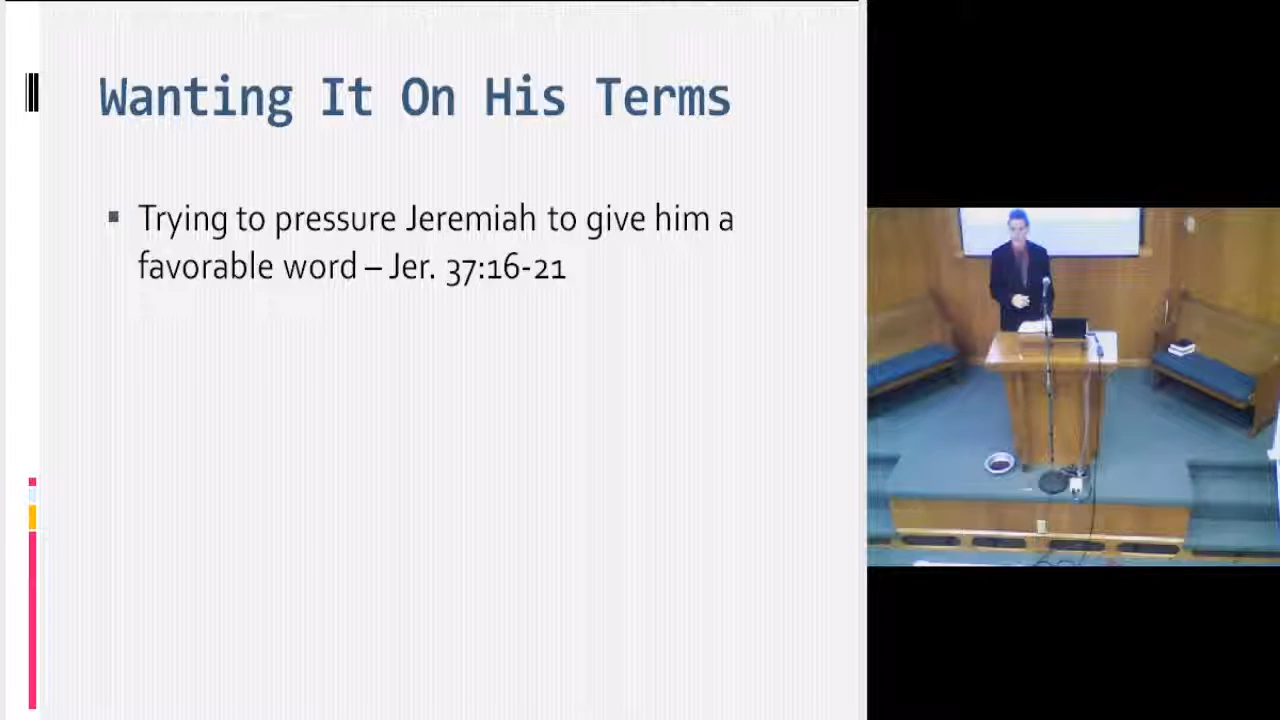 Wanting It On His Terms
Trying to pressure Jeremiah to give him a
favorable word – Jer. 37:16-21